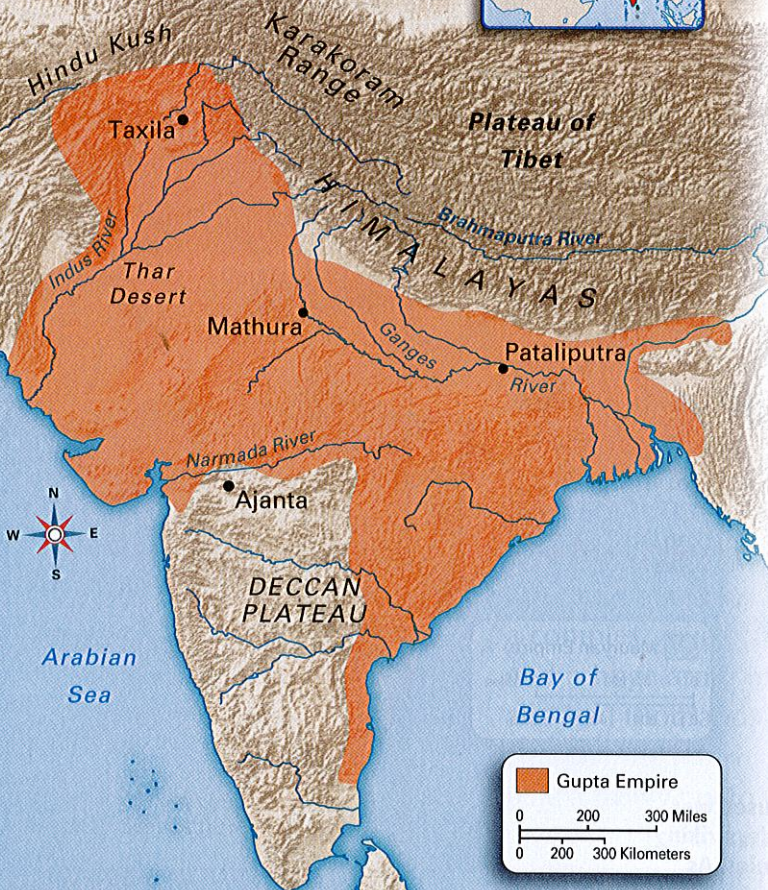 Hindu Kush
Karakoram
Range
Plateau of
Tibet
Taxila
HIMALAYAS
Brahmaputra River
Indus River
Thar
Desert
Mathura
Ganges
River
Pataliputra
Narmada River
Ajanta
N
W E
S
DECCAN
PLATEAU
Arabian
Sea
Bay of
Bengal
Gupta Empire
0 200 300 Miles
0 200 300 Kilometers